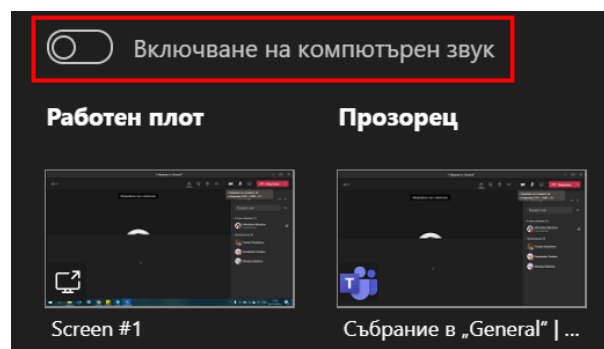 Включване на компютърен звук
Работен плот
Прозорец
Screen #1
Събрание в „General" | ...